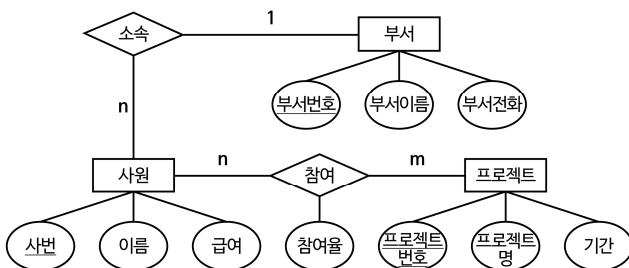 소속
1
부서
부서번호
부서이름
부서전화
n
사원
n
참여
m
프로젝트
사번
이름
급여
참여율
프로젝트
번호
프로젝트
명
기간